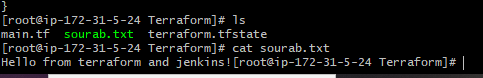 }
[root@ip-172-31-5-24 Terraform]# ls
main.tf sourab.txt terraform.tfstate
[root@ip-172-31-5-24 Terraform]# cat sourab.txt
Hello from terraform and jenkins![root@ip-172-31-5-24 Terraform]#